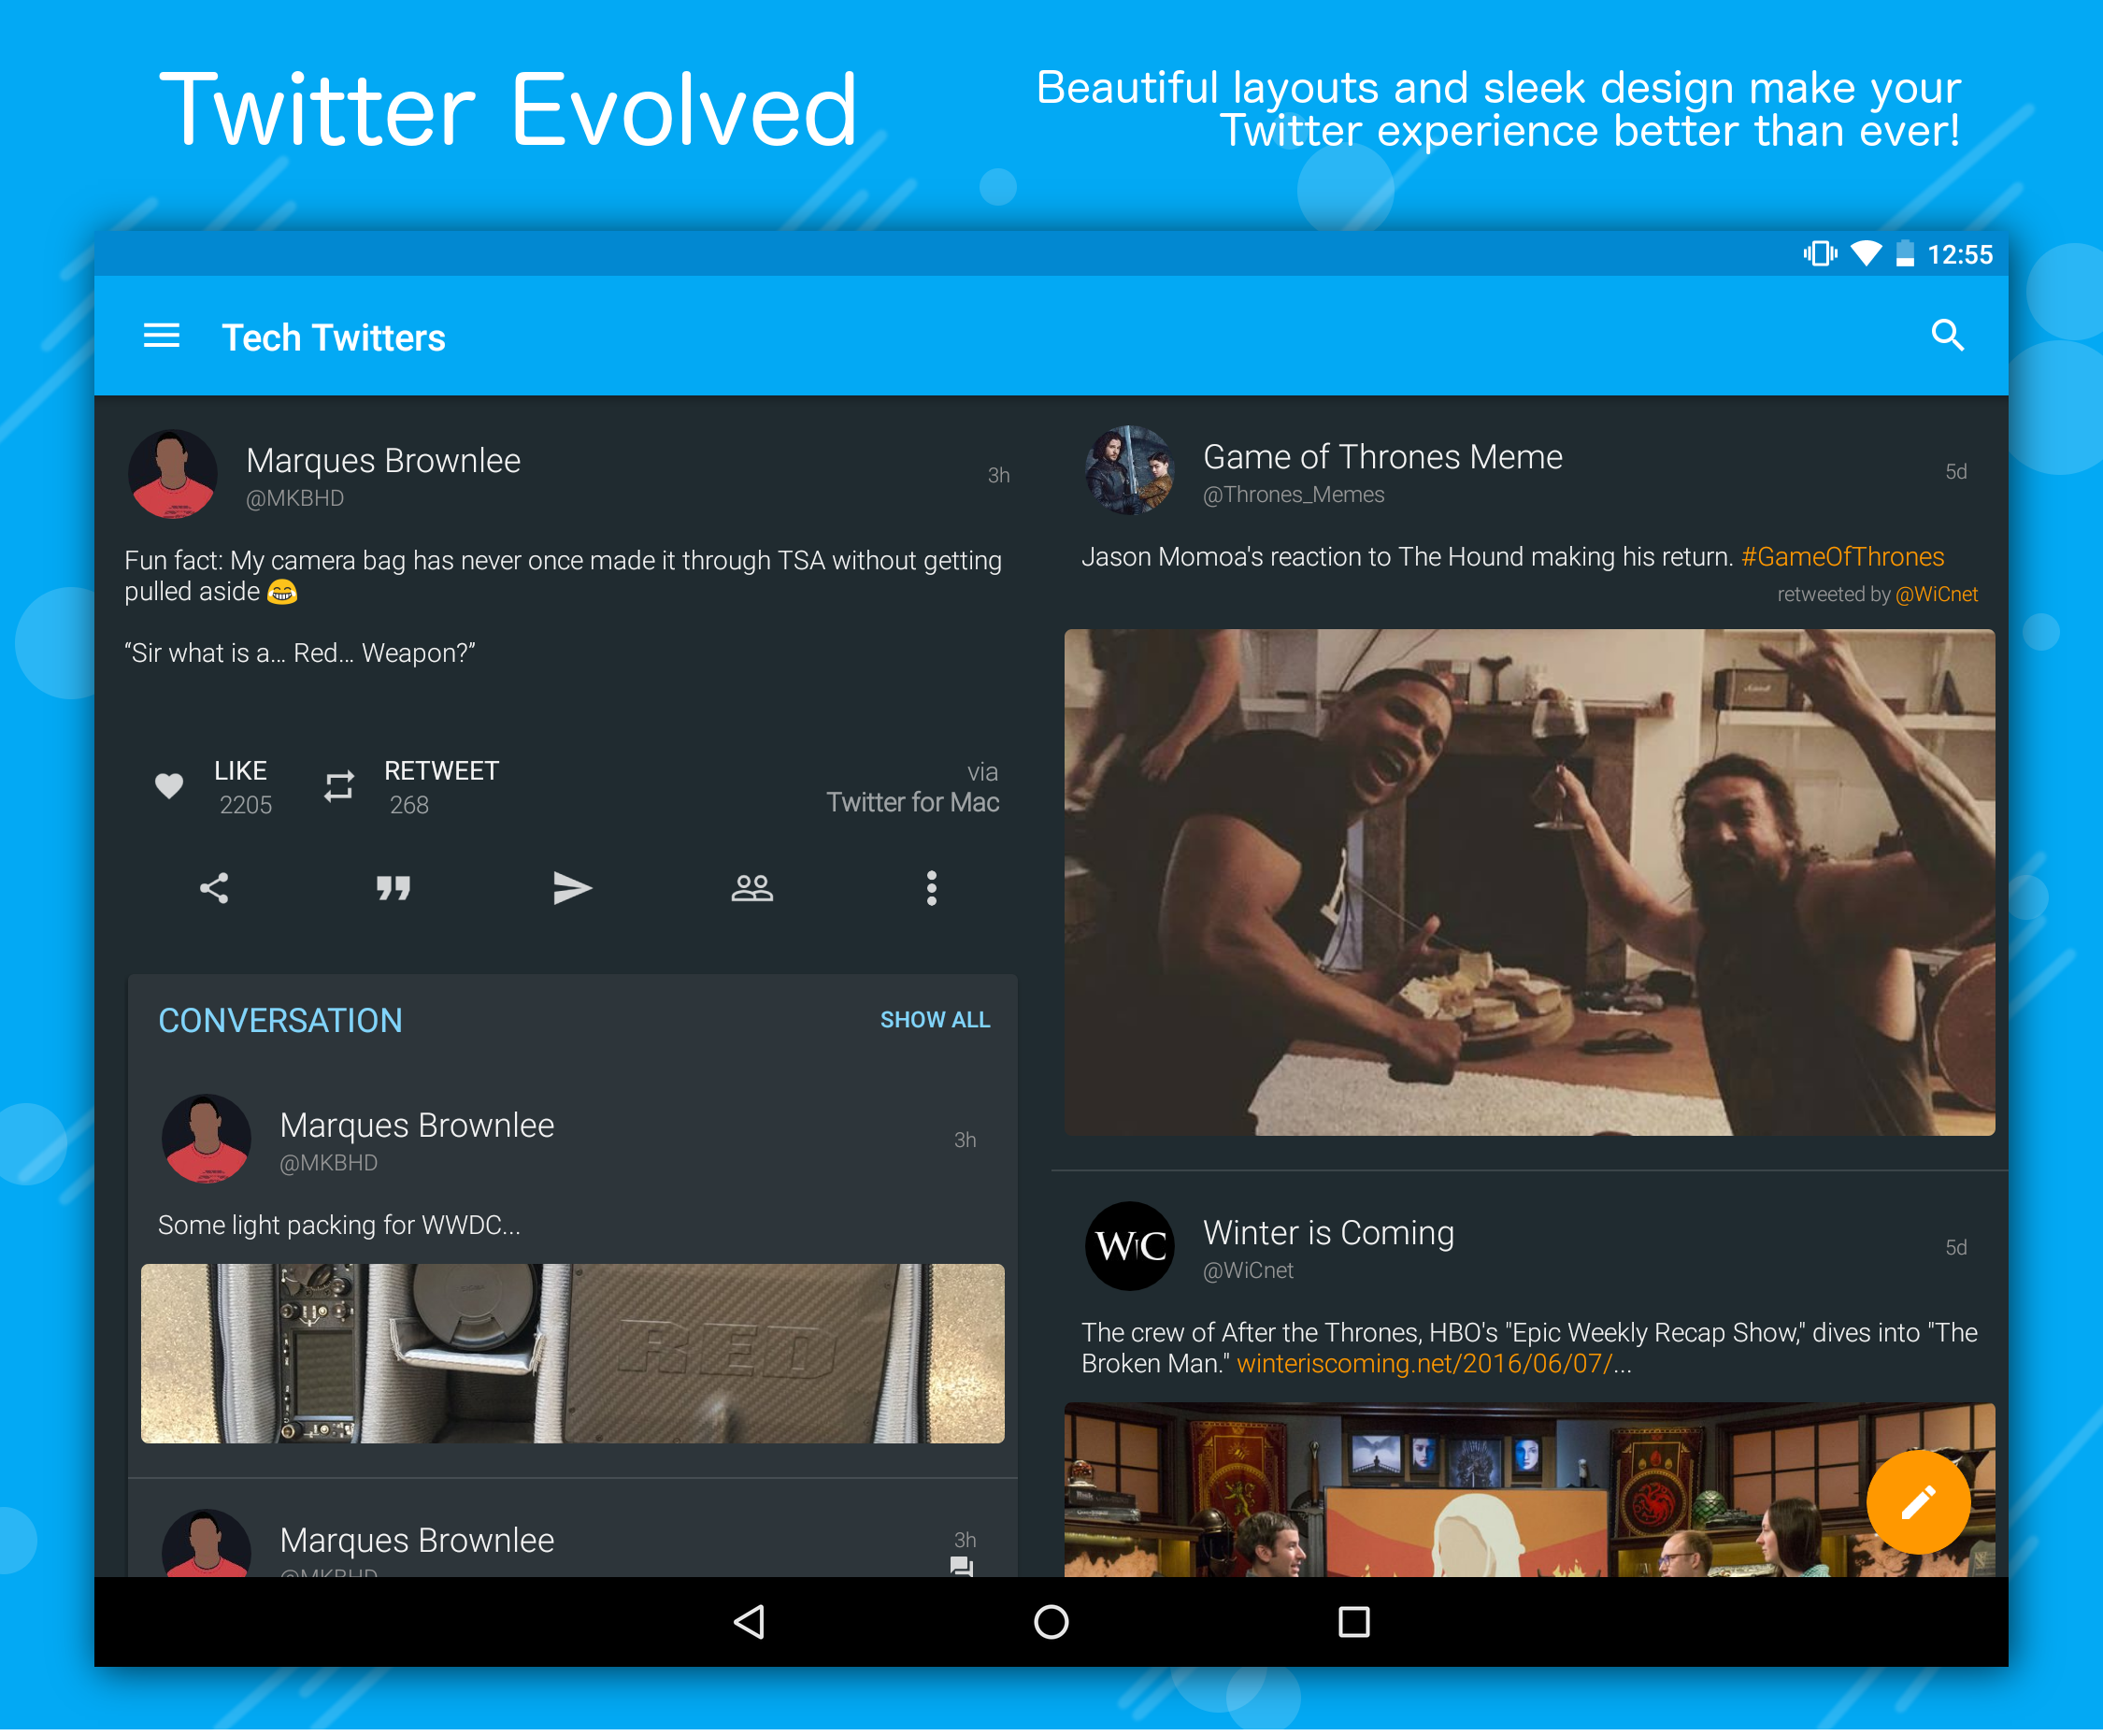 Twitter Evolved
Beautiful layouts and sleek design make your
Twitter experience better than ever!
12:55
Tech Twitters
Marques Brownlee
@MKBHD
3h
Fun fact: My camera bag has never once made it through TSA without getting
pulled aside 😂
“Sir what is a... Red... Weapon?”
LIKE
2205
RETWEET
268
via
Twitter for Mac
CONVERSATION
SHOW ALL
Marques Brownlee
@MKBHD
3h
Some light packing for WWDC...
RED
Marques Brownlee
@MKBHD
3h
Game of Thrones Meme
@Thrones_Memes
5d
Jason Momoa's reaction to The Hound making his return. #GameOfThrones
retweeted by @WiCnet
WiC
Winter is Coming
@WiCnet
5d
The crew of After the Thrones, HBO's "Epic Weekly Recap Show," dives into "The
Broken Man." winteriscoming.net/2016/06/07/...